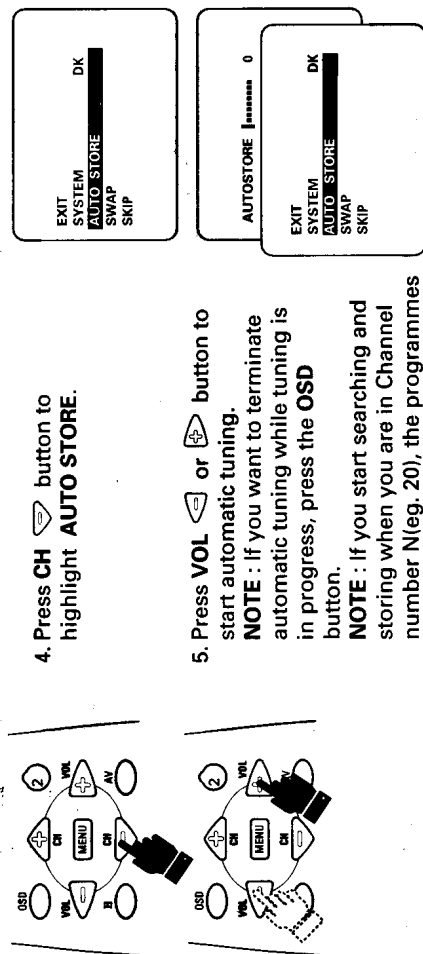 OSD
2
CH
VOL
MENU
VOL
CH
AV
4. Press CH button to
highlight AUTO STORE.
EXIT
SYSTEM DK
AUTO STORE
SWAP
SKIP
OSD
2
CH
VOL
MENU
VOL
CH
5. Press VOL or button to
start automatic tuning.
NOTE : If you want to terminate
automatic tuning while tuning is
in progress, press the OSD
button.
NOTE : If you start searching and
storing when you are in Channel
number N(eg. 20), the programmes
AUTOSTORE 0
EXIT
SYSTEM DK
AUTO STORE
SWAP
SKIP